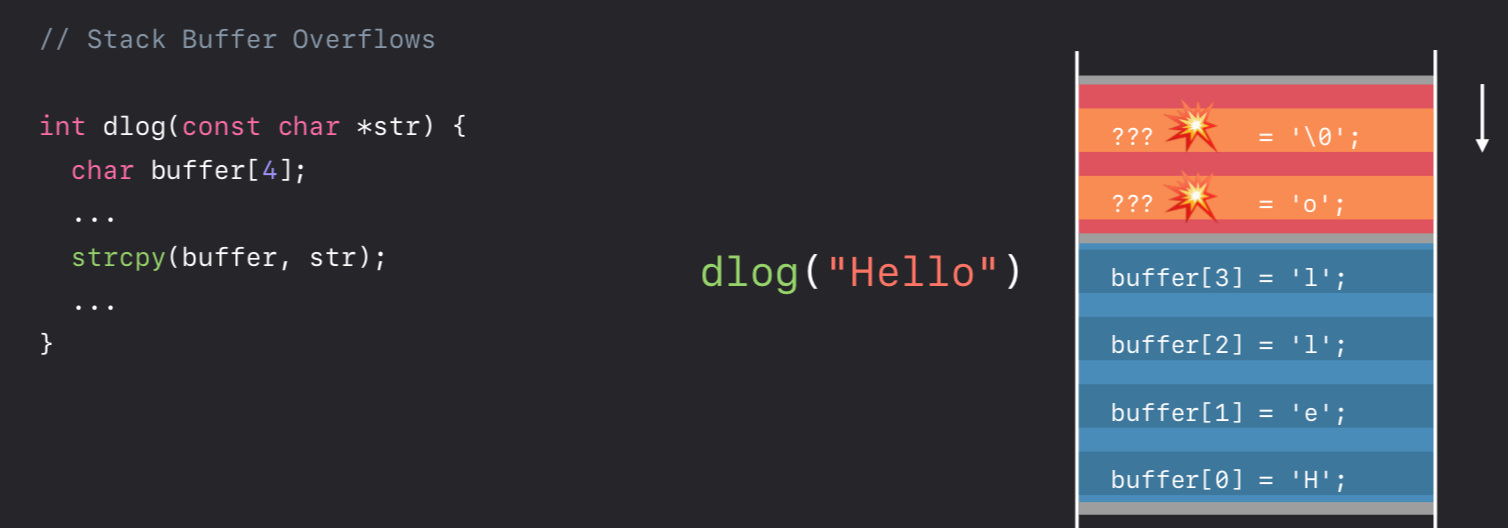 // Stack Buffer Overflows
int dlog(const char *str) {
char buffer[4];
...
strcpy(buffer, str);
...
}
dlog("Hello")
??? = '\0';
??? = 'o';
buffer[3] = 'l';
buffer[2] = 'l';
buffer[1] = 'e';
buffer[0] = 'H';